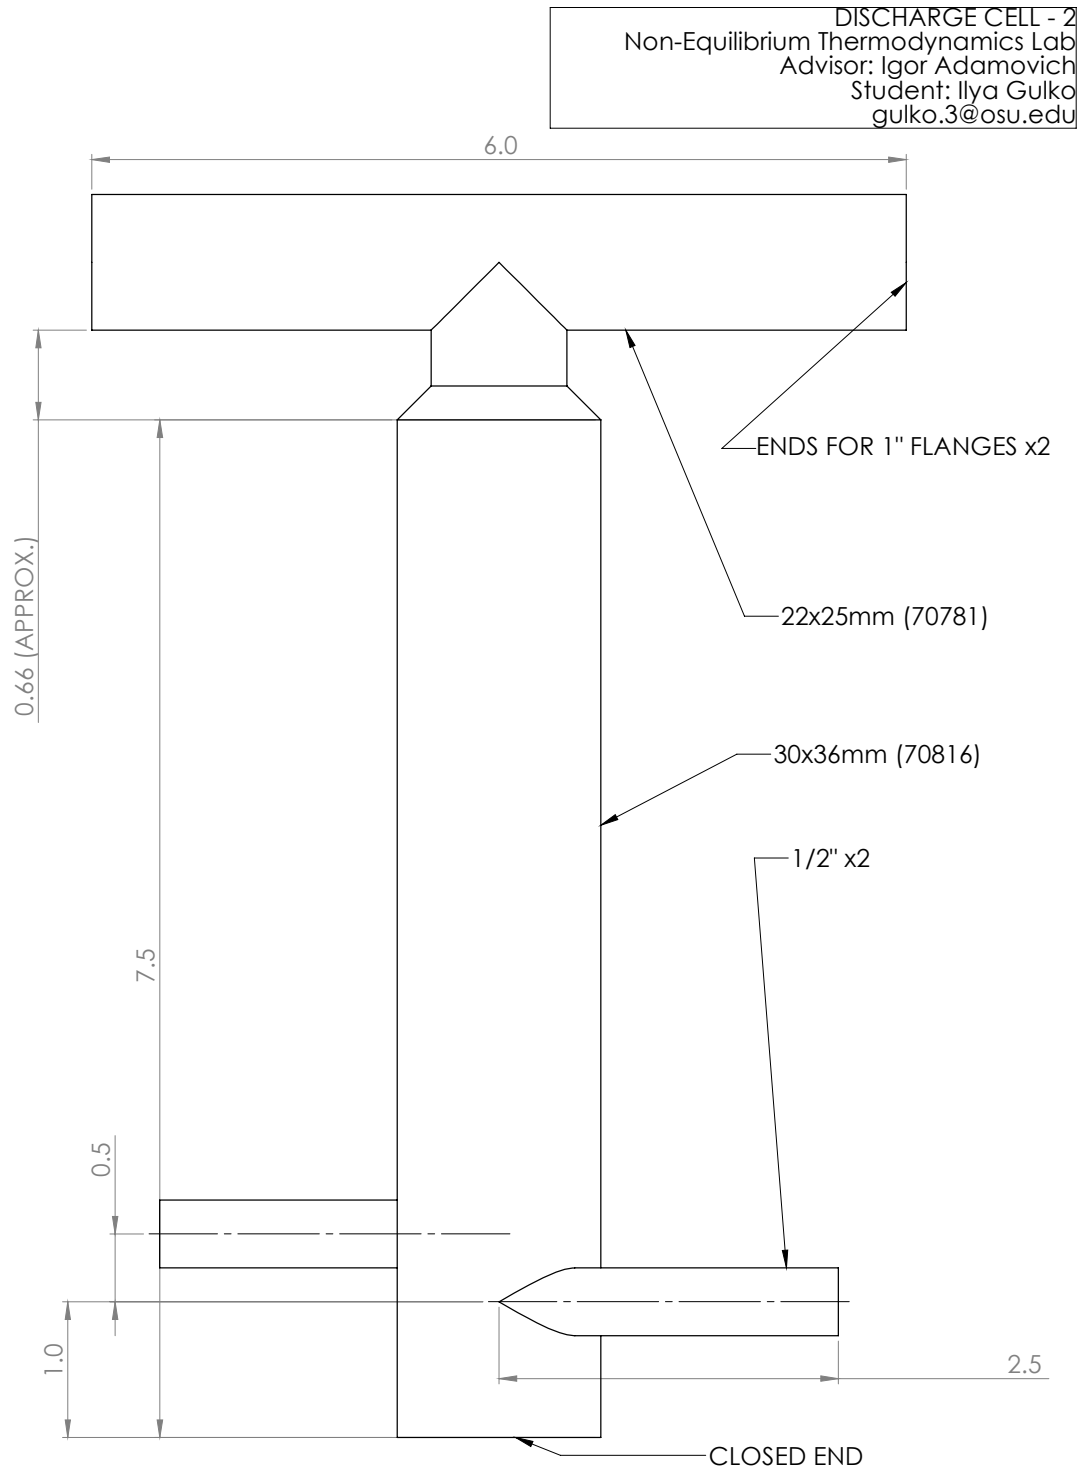 DISCHARGE CELL - 2
Non-Equilibrium Thermodynamics Lab
Advisor: Igor Adamovich
Student: Ilya Gulko
gulko.3@osu.edu
6.0
ENDS FOR 1" FLANGES x2
0.66 (APPROX.)
22x25mm (70781)
30x36mm (70816)
1/2" x2
7.5
0.5
1.0
2.5
CLOSED END